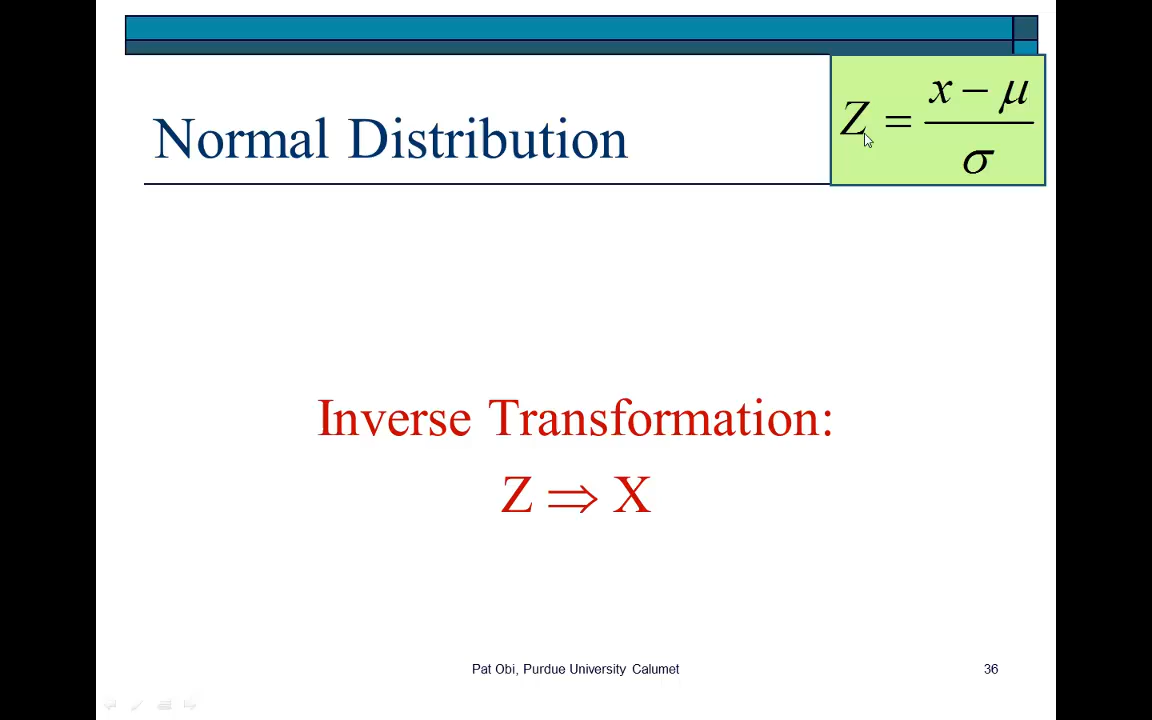 Normal Distribution
Z = x − μ / σ
Inverse Transformation:
Z ⇒ X
Pat Obi, Purdue University Calumet
36